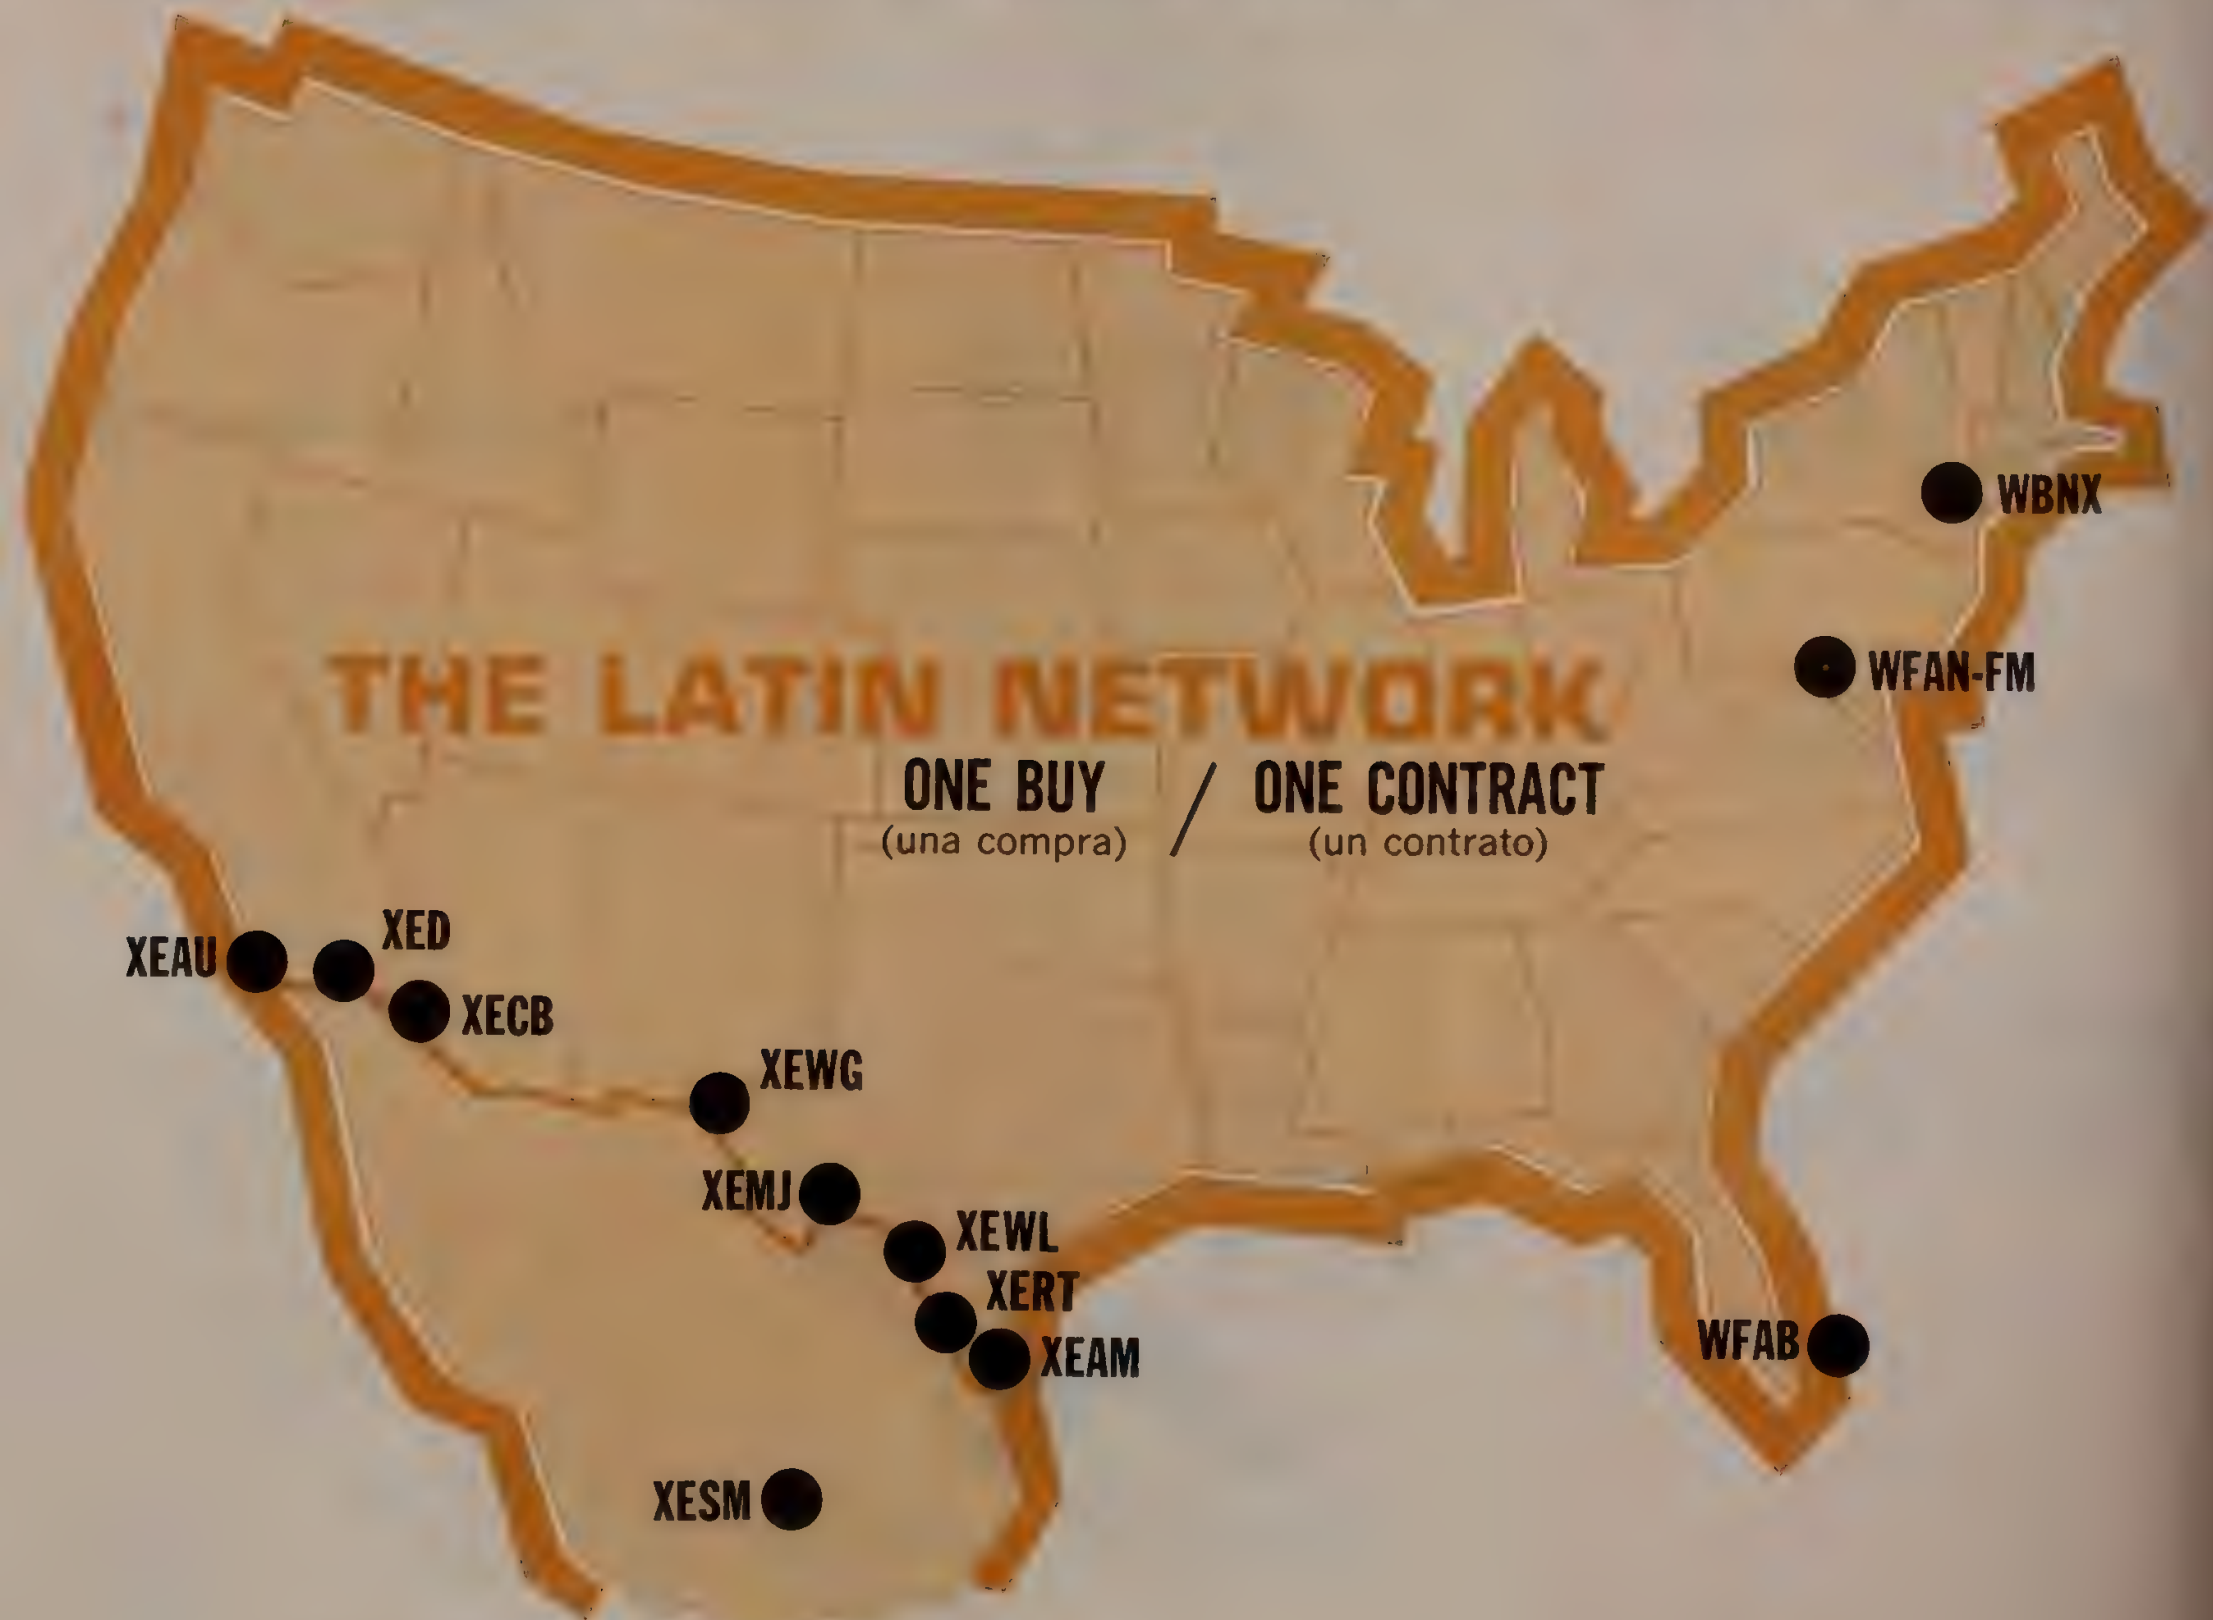 WBNX
WFAN-FM
THE LATIN NETWORK
ONE BUY / ONE CONTRACT
(una compra) (un contrato)
XED
XEAU
XECB
XEWG
XEMJ
XEWL
XERT
XEAM
WFAB
XESM